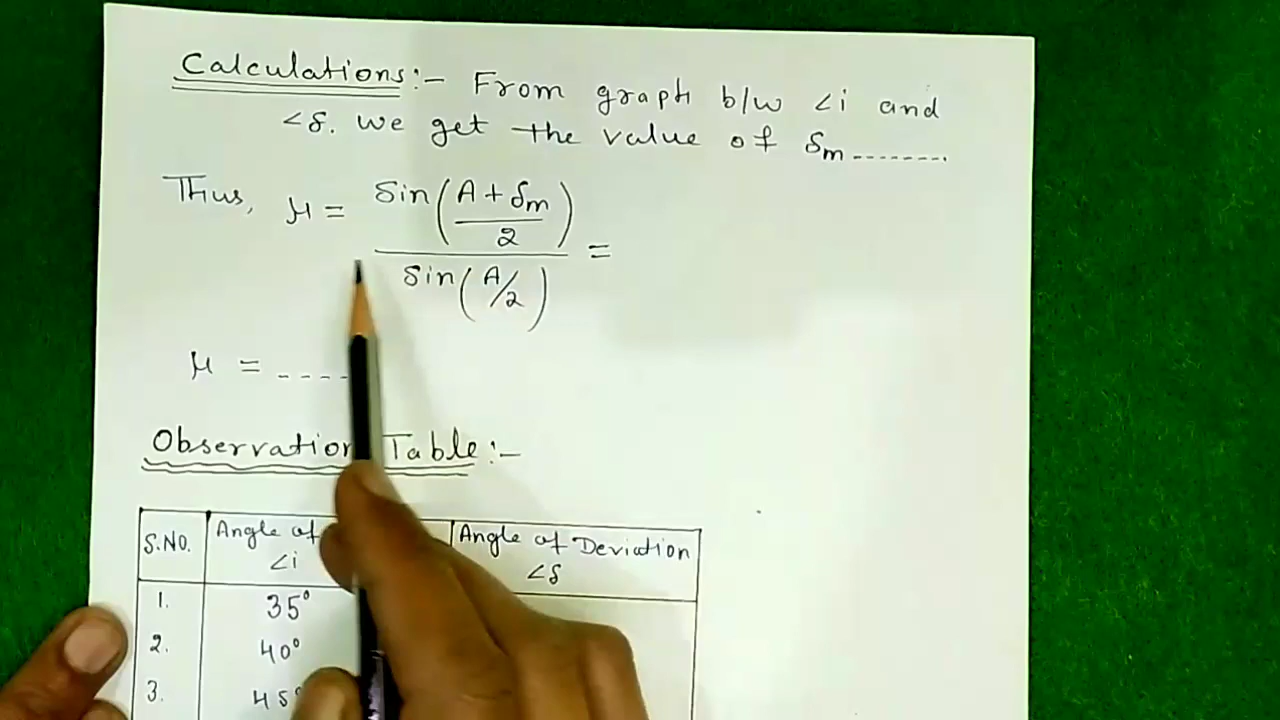 Calculations:- From graph b/w ∠i and
∠δ. We get the value of δm-------.
Thus, μ = sin(A+δm/2)/sin(A/2) =
μ = ----
Observation Table:-
S.NO. Angle of ∠i Angle of Deviation ∠δ
1. 35°
2. 40°
3. 45°